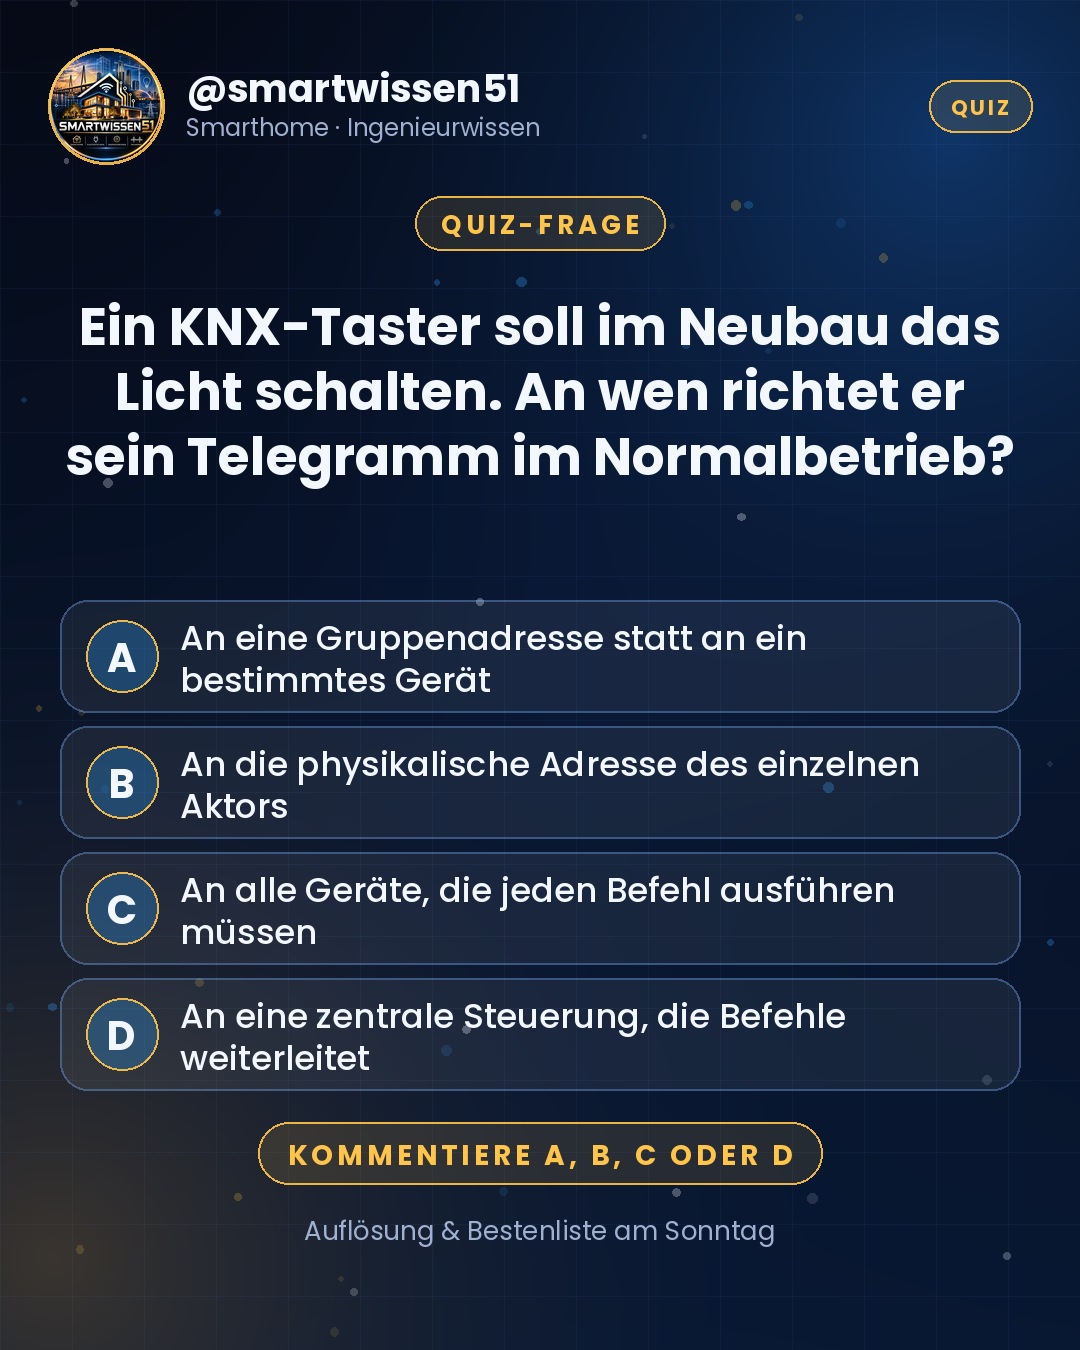 SMARTWISSEN51
@smartwissen51
Smarthome · Ingenieurwissen
QUIZ
QUIZ-FRAGE
Ein KNX-Taster soll im Neubau das
Licht schalten. An wen richtet er
sein Telegramm im Normalbetrieb?
A
An eine Gruppenadresse statt an ein
bestimmtes Gerät
B
An die physikalische Adresse des einzelnen
Aktors
C
An alle Geräte, die jeden Befehl ausführen
müssen
D
An eine zentrale Steuerung, die Befehle
weiterleitet
KOMMENTIERE A, B, C ODER D
Auflösung & Bestenliste am Sonntag